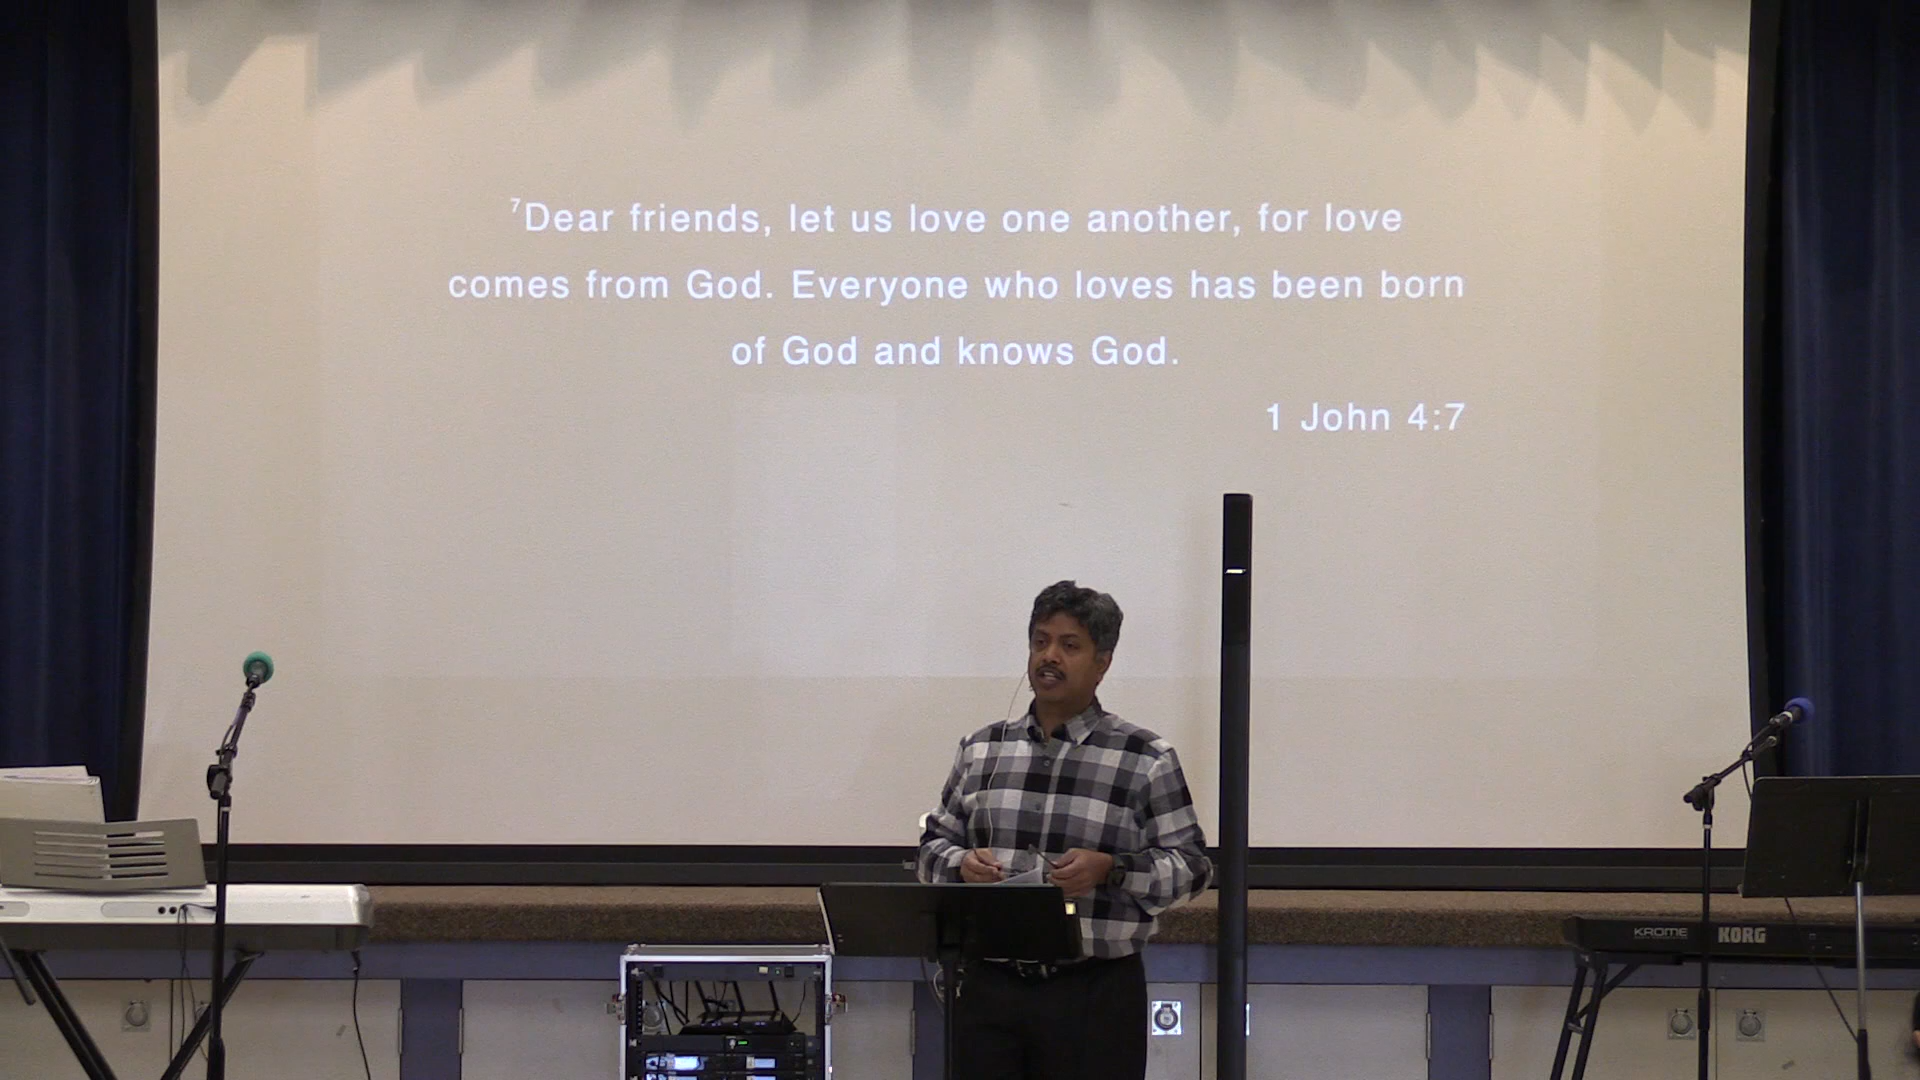 ⁷Dear friends, let us love one another, for love
comes from God. Everyone who loves has been born
of God and knows God.
1 John 4:7
KROME
KORG